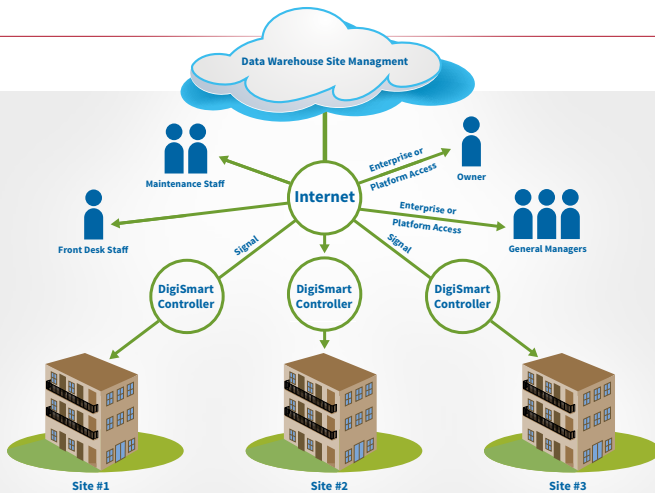 Data Warehouse Site Managment
Maintenance Staff
Enterprise or
Platform Access
Owner
Internet
Front Desk Staff
Enterprise or
Platform Access
General Managers
Signal
Signal
DigiSmart
Controller
DigiSmart
Controller
DigiSmart
Controller
Site #1
Site #2
Site #3